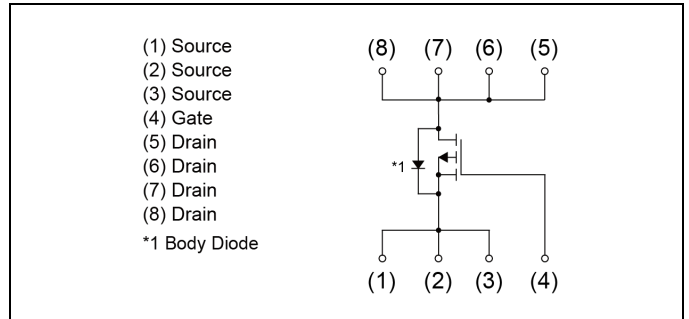 (1) Source
(2) Source
(3) Source
(4) Gate
(5) Drain
(6) Drain
(7) Drain
(8) Drain
*1 Body Diode
(8) (7) (6) (5)
*1
(1) (2) (3) (4)